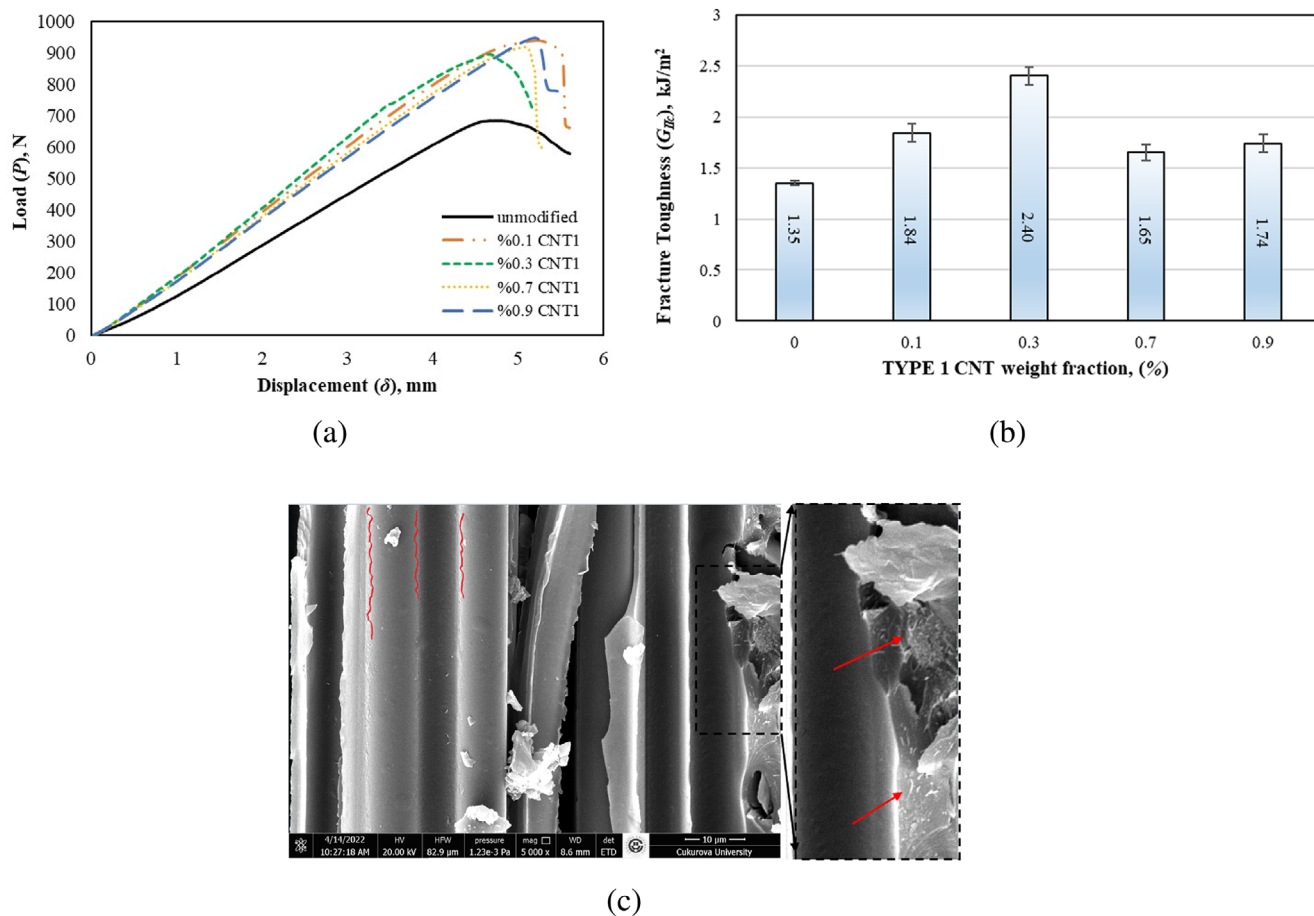 1000
900
800
700
600
500
400
300
200
100
0
Load (P), N
unmodified
%0.1 CNT1
%0.3 CNT1
%0.7 CNT1
%0.9 CNT1
0 1 2 3 4 5 6
Displacement (δ), mm
(a)
3
2.5
2
1.5
1
0.5
0
Fracture Toughness (G_IIc), kJ/m²
1.35
1.84
2.40
1.65
1.74
0 0.1 0.3 0.7 0.9
TYPE 1 CNT weight fraction, (%)
(b)
4/14/2022 HV HFW pressure mag WD det
10:27:18 AM 20.00 kV 82.9 µm 1.23e-3 Pa 5 000 x 8.6 mm ETD
10 µm
Cukurova University
(c)